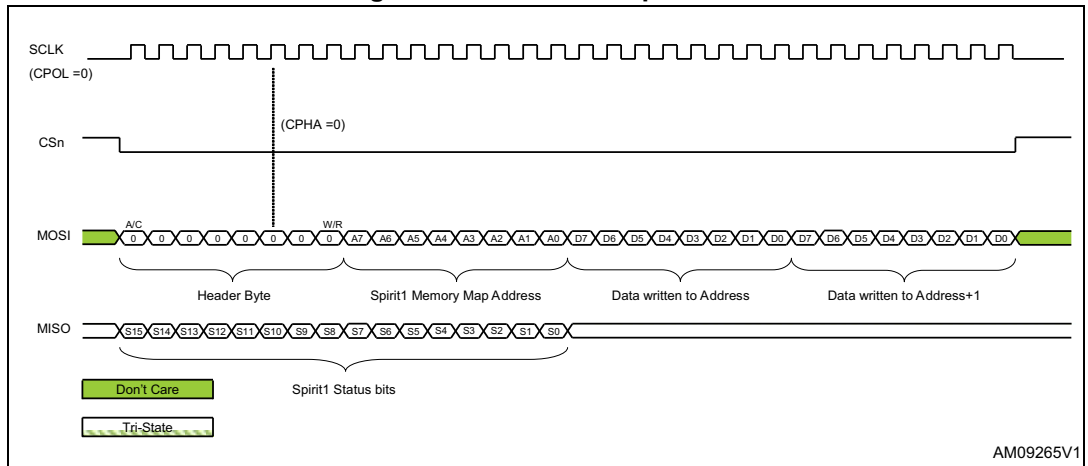 SCLK
(CPOL =0)
(CPHA =0)
CSn
A/C W/R
MOSI 0 0 0 0 0 0 0 0 A7 A6 A5 A4 A3 A2 A1 A0 D7 D6 D5 D4 D3 D2 D1 D0 D7 D6 D5 D4 D3 D2 D1 D0
Header Byte Spirit1 Memory Map Address Data written to Address Data written to Address+1
MISO S15 S14 S13 S12 S11 S10 S9 S8 S7 S6 S5 S4 S3 S2 S1 S0
Don't Care Spirit1 Status bits
Tri-State
AM09265V1